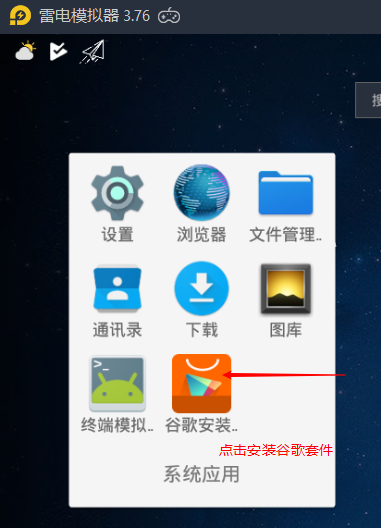 雷电模拟器 3.76
搜
设置
浏览器
文件管理..
通讯录
下载
图库
终端模拟..
谷歌安装..
点击安装谷歌套件
系统应用